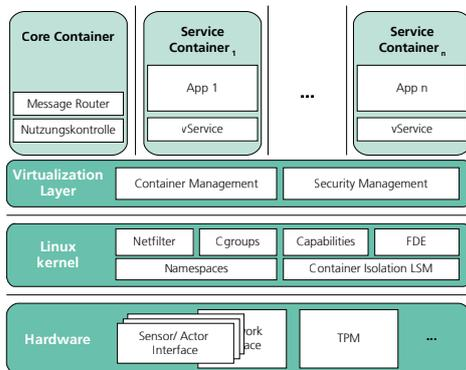 Core Container
Message Router
Nutzungskontrolle
Service
Container 1
App 1
vService
...
Service
Container n
App n
vService
Virtualization
Layer
Container Management
Security Management
Linux
kernel
Netfilter
Cgroups
Capabilities
FDE
Namespaces
Container Isolation LSM
Hardware
Sensor/ Actor
Interface
TPM
...